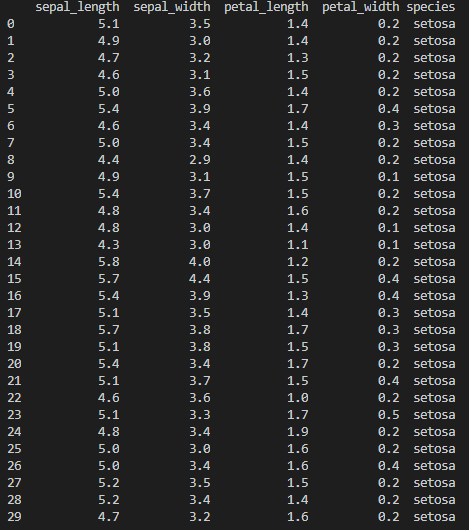 sepal_length sepal_width petal_length petal_width species
0 5.1 3.5 1.4 0.2 setosa
1 4.9 3.0 1.4 0.2 setosa
2 4.7 3.2 1.3 0.2 setosa
3 4.6 3.1 1.5 0.2 setosa
4 5.0 3.6 1.4 0.2 setosa
5 5.4 3.9 1.7 0.4 setosa
6 4.6 3.4 1.4 0.3 setosa
7 5.0 3.4 1.5 0.2 setosa
8 4.4 2.9 1.4 0.2 setosa
9 4.9 3.1 1.5 0.1 setosa
10 5.4 3.7 1.5 0.2 setosa
11 4.8 3.4 1.6 0.2 setosa
12 4.8 3.0 1.4 0.1 setosa
13 4.3 3.0 1.1 0.1 setosa
14 5.8 4.0 1.2 0.2 setosa
15 5.7 4.4 1.5 0.4 setosa
16 5.4 3.9 1.3 0.4 setosa
17 5.1 3.5 1.4 0.3 setosa
18 5.7 3.8 1.7 0.3 setosa
19 5.1 3.8 1.5 0.3 setosa
20 5.4 3.4 1.7 0.2 setosa
21 5.1 3.7 1.5 0.4 setosa
22 4.6 3.6 1.0 0.2 setosa
23 5.1 3.3 1.7 0.5 setosa
24 4.8 3.4 1.9 0.2 setosa
25 5.0 3.0 1.6 0.2 setosa
26 5.0 3.4 1.6 0.4 setosa
27 5.2 3.5 1.5 0.2 setosa
28 5.2 3.4 1.4 0.2 setosa
29 4.7 3.2 1.6 0.2 setosa